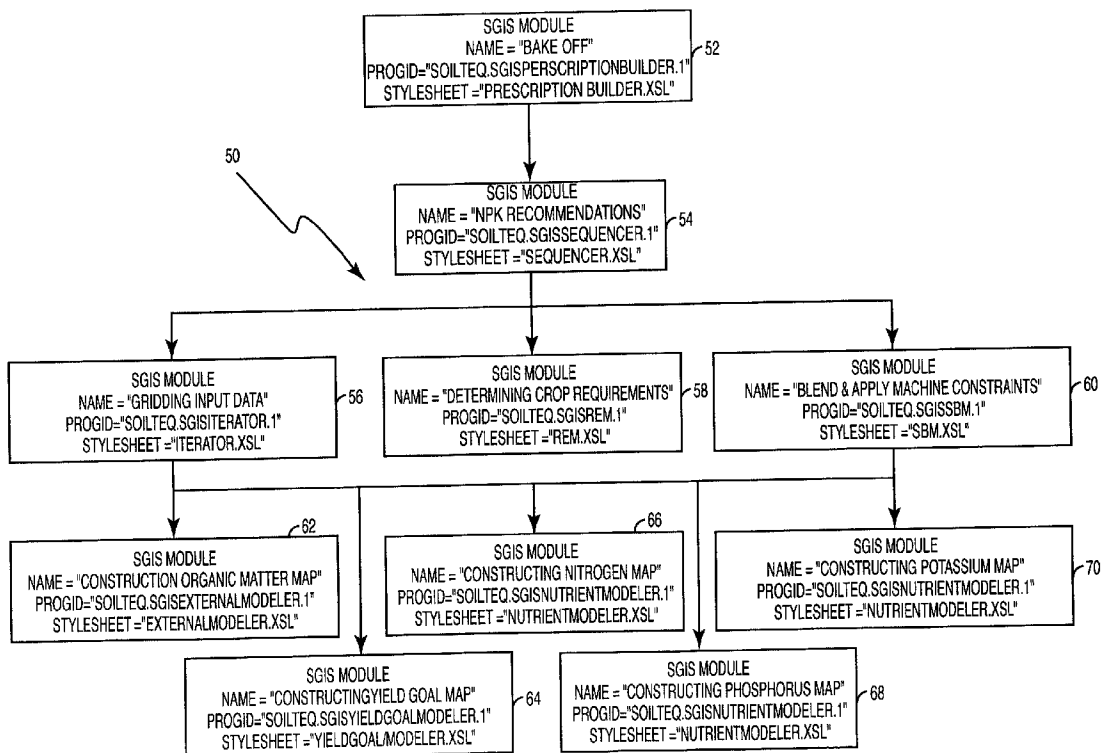 SGIS MODULE
NAME = "BAKE OFF"
PROGID="SOILTEQ.SGISPERSCRIPTIONBUILDER.1"
STYLESHEET ="PRESCRIPTION BUILDER.XSL"
52
50
SGIS MODULE
NAME = "NPK RECOMMENDATIONS"
PROGID="SOILTEQ.SGISSEQUENCER.1"
STYLESHEET ="SEQUENCER.XSL"
54
SGIS MODULE
NAME = "GRIDDING INPUT DATA"
PROGID="SOILTEQ.SGISITERATOR.1"
STYLESHEET ="ITERATOR.XSL"
56
SGIS MODULE
NAME = "DETERMINING CROP REQUIREMENTS"
PROGID="SOILTEQ.SGISREM.1"
STYLESHEET ="REM.XSL"
58
SGIS MODULE
NAME = "BLEND & APPLY MACHINE CONSTRAINTS"
PROGID="SOILTEQ.SGISSBM.1"
STYLESHEET ="SBM.XSL"
60
SGIS MODULE
NAME = "CONSTRUCTION ORGANIC MATTER MAP"
PROGID="SOILTEQ.SGISEXTERNALMODELER.1"
STYLESHEET ="EXTERNALMODELER.XSL"
62
SGIS MODULE
NAME = "CONSTRUCTING NITROGEN MAP"
PROGID="SOILTEQ.SGISNUTRIENTMODELER.1"
STYLESHEET ="NUTRIENTMODELER.XSL"
66
SGIS MODULE
NAME = "CONSTRUCTING POTASSIUM MAP"
PROGID="SOILTEQ.SGISNUTRIENTMODELER.1"
STYLESHEET ="NUTRIENTMODELER.XSL"
70
SGIS MODULE
NAME = "CONSTRUCTINGYIELD GOAL MAP"
PROGID="SOILTEQ.SGISYIELDGOALMODELER.1"
STYLESHEET ="YIELDGOAL/MODELER.XSL"
64
SGIS MODULE
NAME = "CONSTRUCTING PHOSPHORUS MAP"
PROGID="SOILTEQ.SGISNUTRIENTMODELER.1"
STYLESHEET ="NUTRIENTMODELER.XSL"
68